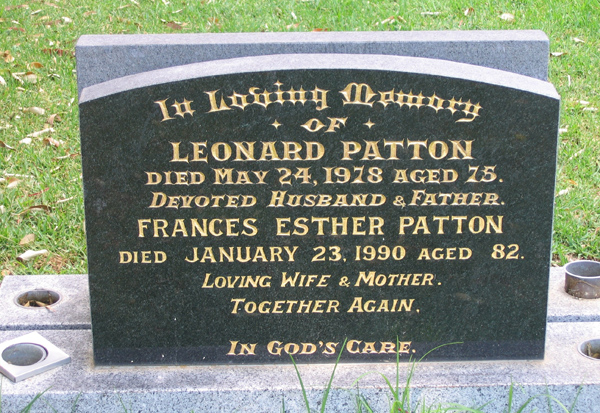 In Loving Memory
OF
LEONARD PATTON
DIED MAY 24, 1978 AGED 75.
DEVOTED HUSBAND & FATHER.
FRANCES ESTHER PATTON
DIED JANUARY 23, 1990 AGED 82.
LOVING WIFE & MOTHER.
TOGETHER AGAIN,
IN GOD'S CARE.